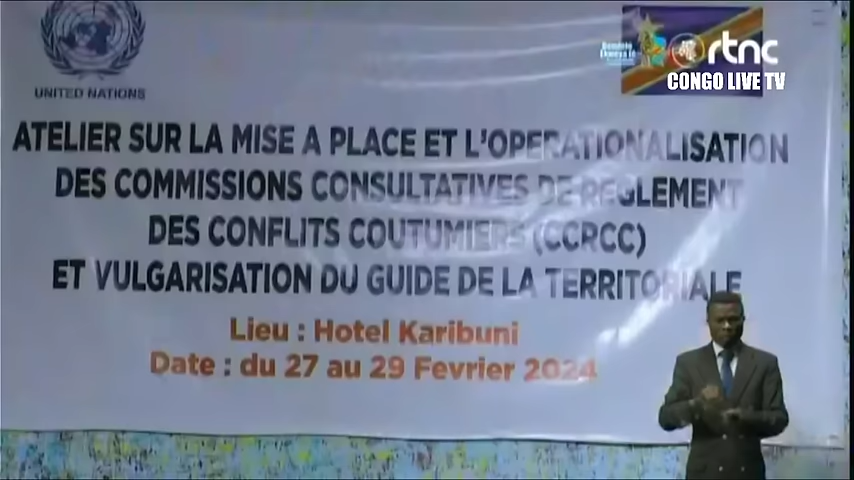 UNITED NATIONS
rtnc
CONGO LIVE TV
ATELIER SUR LA MISE A PLACE ET L'OPERATIONALISATION
DES COMMISSIONS CONSULTATIVES DE REGLEMENT
DES CONFLITS COUTUMIERS (CCRCC)
ET VULGARISATION DU GUIDE DE LA TERRITORIALE
Lieu : Hotel Karibuni
Date : du 27 au 29 Fevrier 2024